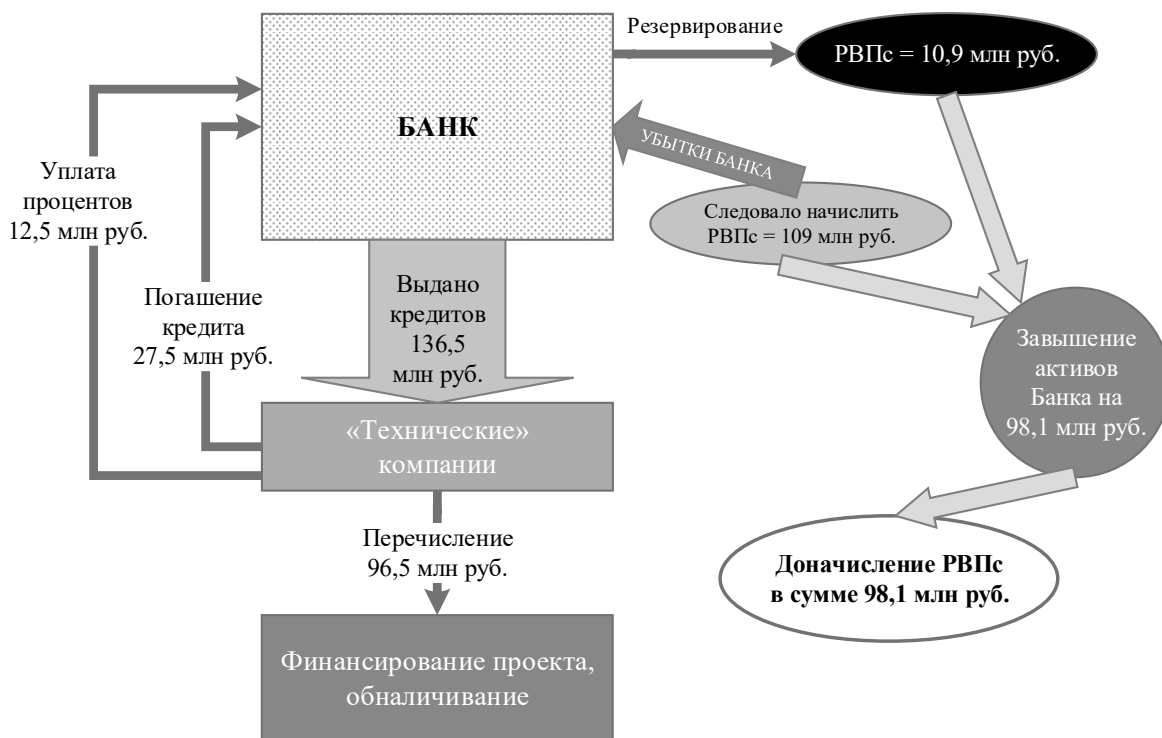 Резервирование
РВПс = 10,9 млн руб.
БАНК
УБЫТКИ БАНКА
Уплата
процентов
12,5 млн руб.
Следовало начислить
РВПс = 109 млн руб.
Погашение
кредита
27,5 млн руб.
Выдано
кредитов
136,5
млн руб.
Завышение
активов
Банка на
98,1 млн руб.
«Технические»
компании
Перечисление
96,5 млн руб.
Доначисление РВПс
в сумме 98,1 млн руб.
Финансирование проекта,
обналичивание